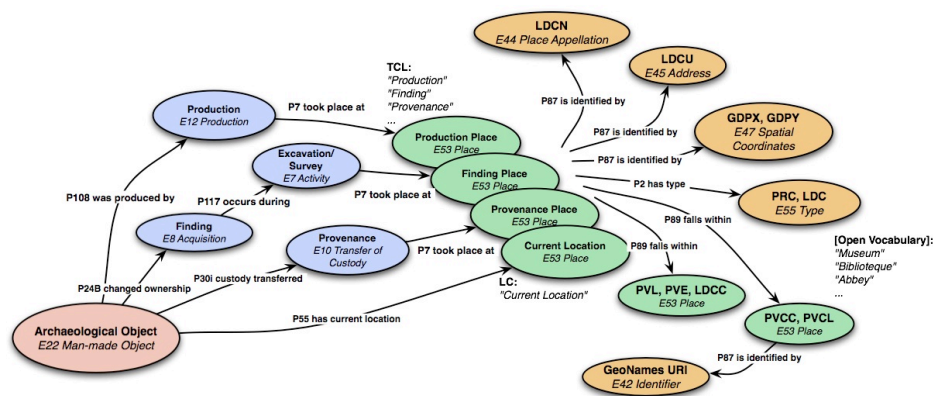 LDCN
E44 Place Appellation
LDCU
E45 Address
TCL:
"Production"
"Finding"
"Provenance"
...
P87 is identified by
GDPX, GDPY
E47 Spatial
Coordinates
Production
E12 Production
P7 took place at
Production Place
E53 Place
P87 is identified by
P87 is identified by
Excavation/
Survey
E7 Activity
Finding Place
E53 Place
P2 has type
PRC, LDC
E55 Type
P108 was produced by
P117 occurs during
P7 took place at
Provenance Place
E53 Place
P89 falls within
Finding
E8 Acquisition
Provenance
E10 Transfer of
Custody
P7 took place at
Current Location
E53 Place
P89 falls within
[Open Vocabulary]:
"Museum"
"Biblioteque"
"Abbey"
...
P24B changed ownership
P30i custody transferred
LC:
"Current Location"
PVL, PVE, LDCC
E53 Place
P55 has current location
PVCC, PVCL
E53 Place
Archaeological Object
E22 Man-made Object
P87 is identified by
GeoNames URI
E42 Identifier